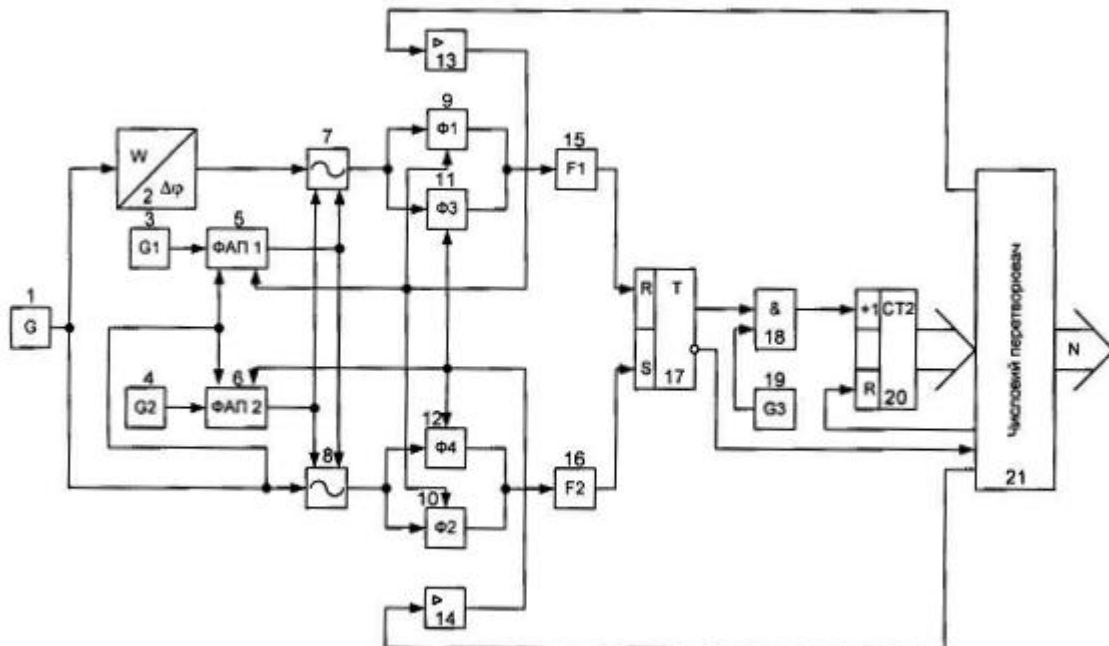 13
9
Ф1
7
15
F1
W
2 Δφ
11
Ф3
3
G1
5
ФАП 1
1
G
R T
S
17
&
18
+1 СТ2
R
20
19
G3
Числовий перетворювач
21
N
4
G2
6
ФАП 2
12
Ф4
8
10
Ф2
16
F2
14